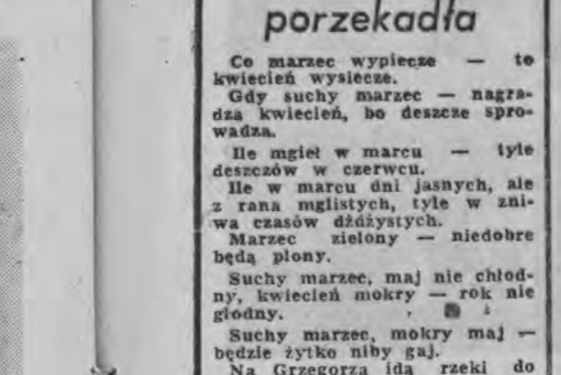 porzekadła
Co marzec wypiecze — to
kwiecień wysiecze.
Gdy suchy marzec — nagra-
dza kwiecień, bo deszcze spro-
wadza.
Ile mgieł w marcu — tyle
deszczów w czerwcu.
Ile w marcu dni jasnych, ale
z rana mglistych, tyle w żni-
wa czasów dżdżystych.
Marzec zielony — niedobre
będą plony.
Suchy marzec, maj nie chłod-
ny, kwiecień mokry — rok nie
głodny.
Suchy marzec, mokry maj —
będzie żytko niby gaj.
Na Grzegorza idą rzeki do